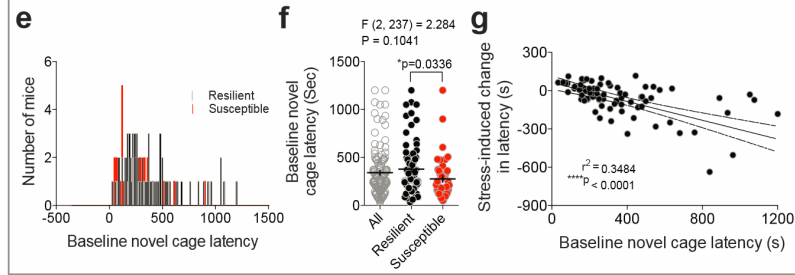 e
Number of mice
6
4
2
0
-500
0
500
1000
1500
Resilient
Susceptible
Baseline novel cage latency
f
F (2, 237) = 2.284
P = 0.1041
*p=0.0336
Baseline novel
cage latency (Sec)
1500
1200
900
500
300
0
All
Resilient
Susceptible
g
Stress-induced change
in latency (s)
300
0
-300
-600
-900
0
400
800
1200
r² = 0.3484
****p < 0.0001
Baseline novel cage latency (s)